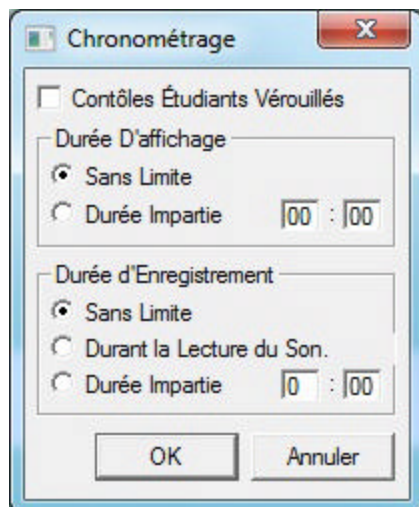 Chronométrage
Contôles Étudiants Vérouillés
Durée D'affichage
Sans Limite
Durée Impartie 00 : 00
Durée d'Enregistrement
Sans Limite
Durant la Lecture du Son.
Durée Impartie 0 : 00
OK Annuler